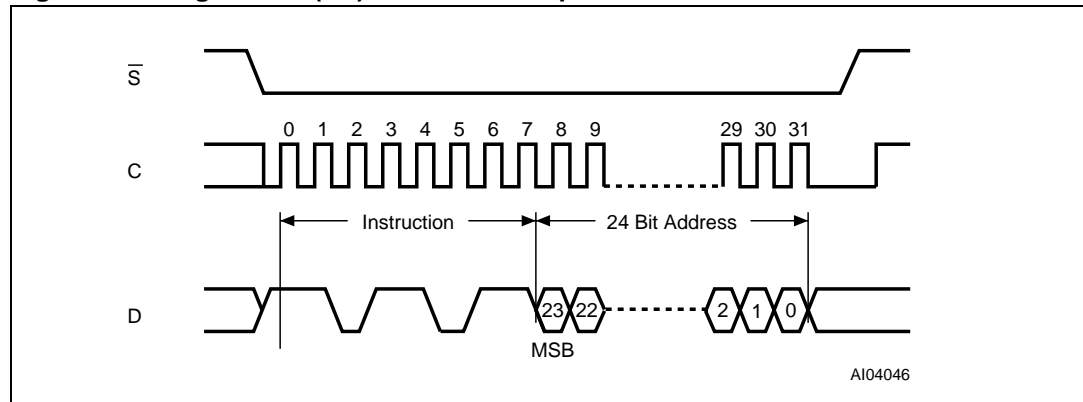 S
0 1 2 3 4 5 6 7 8 9 29 30 31
C
Instruction 24 Bit Address
D 23 22 2 1 0
MSB
AI04046